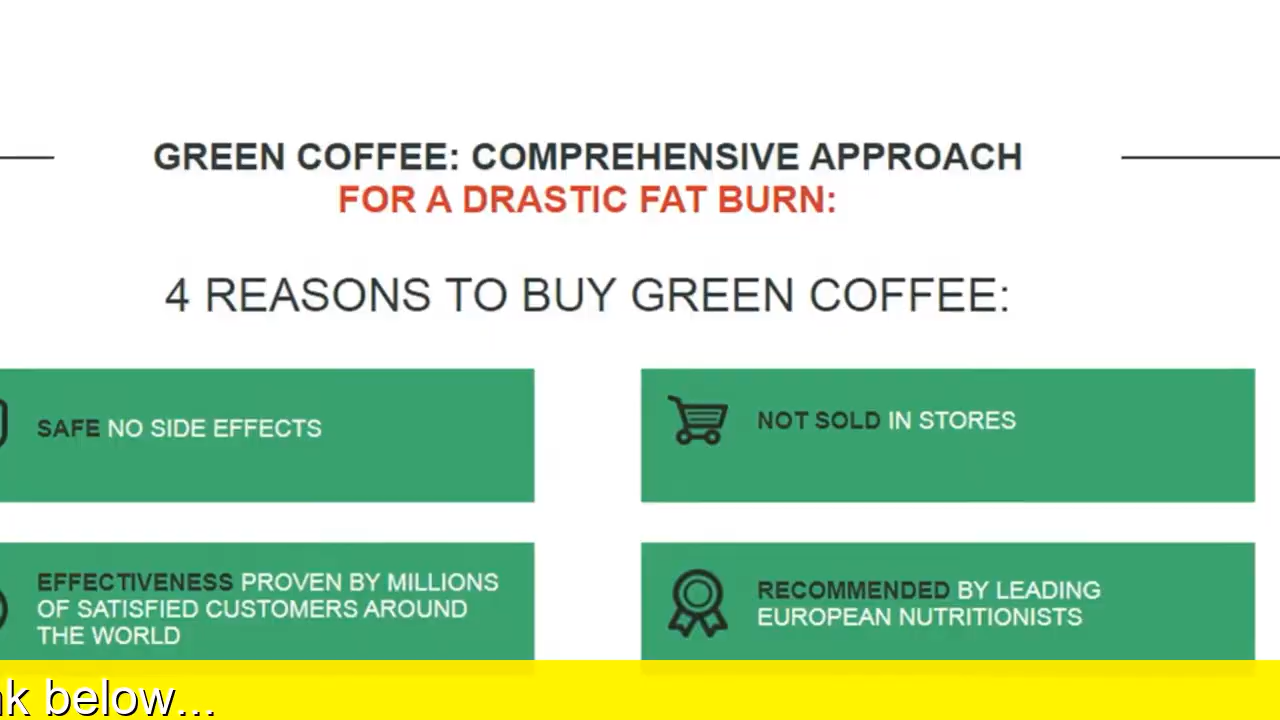 GREEN COFFEE: COMPREHENSIVE APPROACH
FOR A DRASTIC FAT BURN:
4 REASONS TO BUY GREEN COFFEE:
SAFE NO SIDE EFFECTS
NOT SOLD IN STORES
EFFECTIVENESS PROVEN BY MILLIONS
OF SATISFIED CUSTOMERS AROUND
THE WORLD
RECOMMENDED BY LEADING
EUROPEAN NUTRITIONISTS
below...